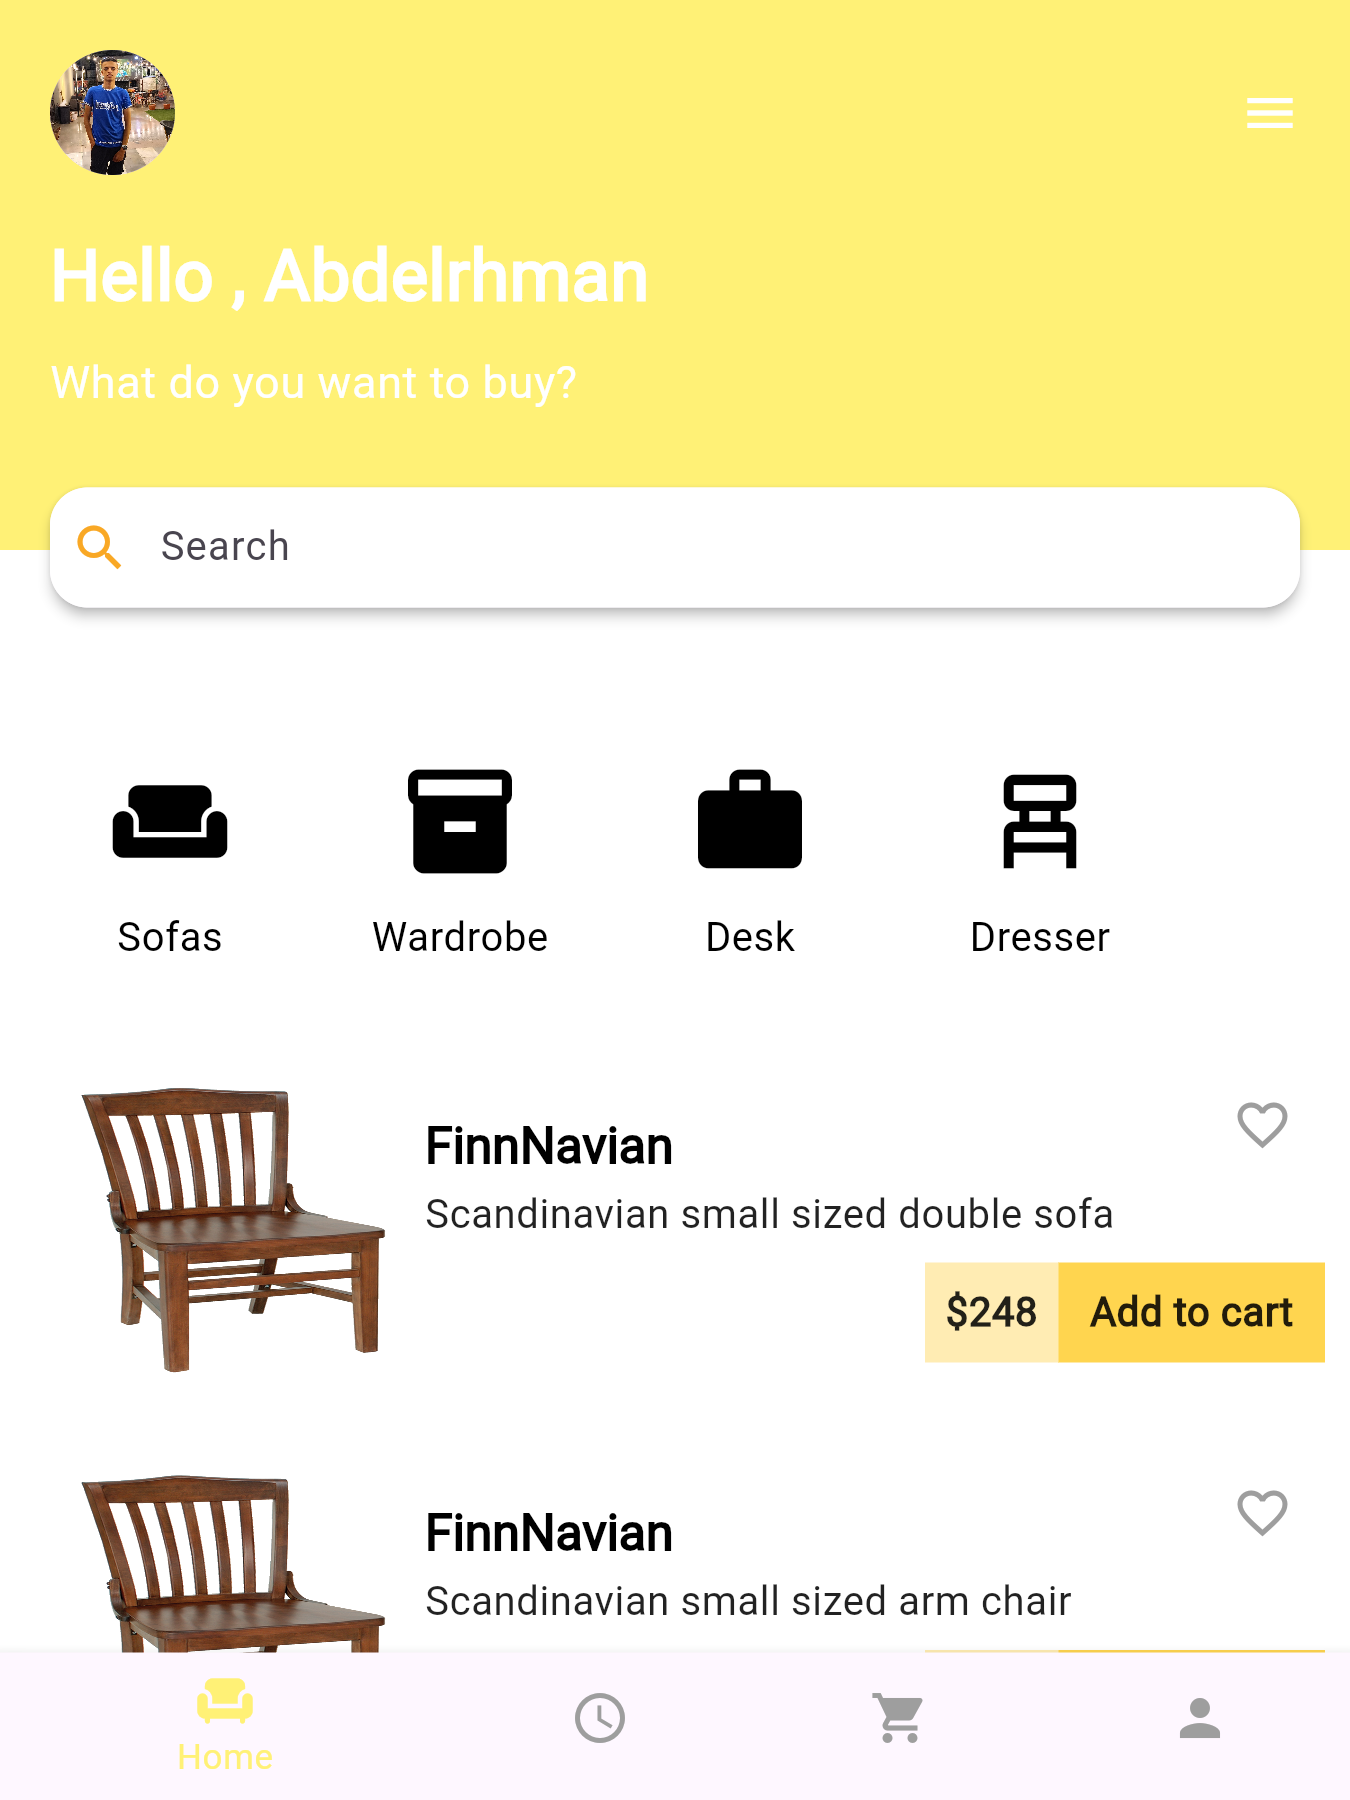 Hello , Abdelrhman
What do you want to buy?
Search
Sofas
Wardrobe
Desk
Dresser
FinnNavian
Scandinavian small sized double sofa
$248
Add to cart
FinnNavian
Scandinavian small sized arm chair
Home